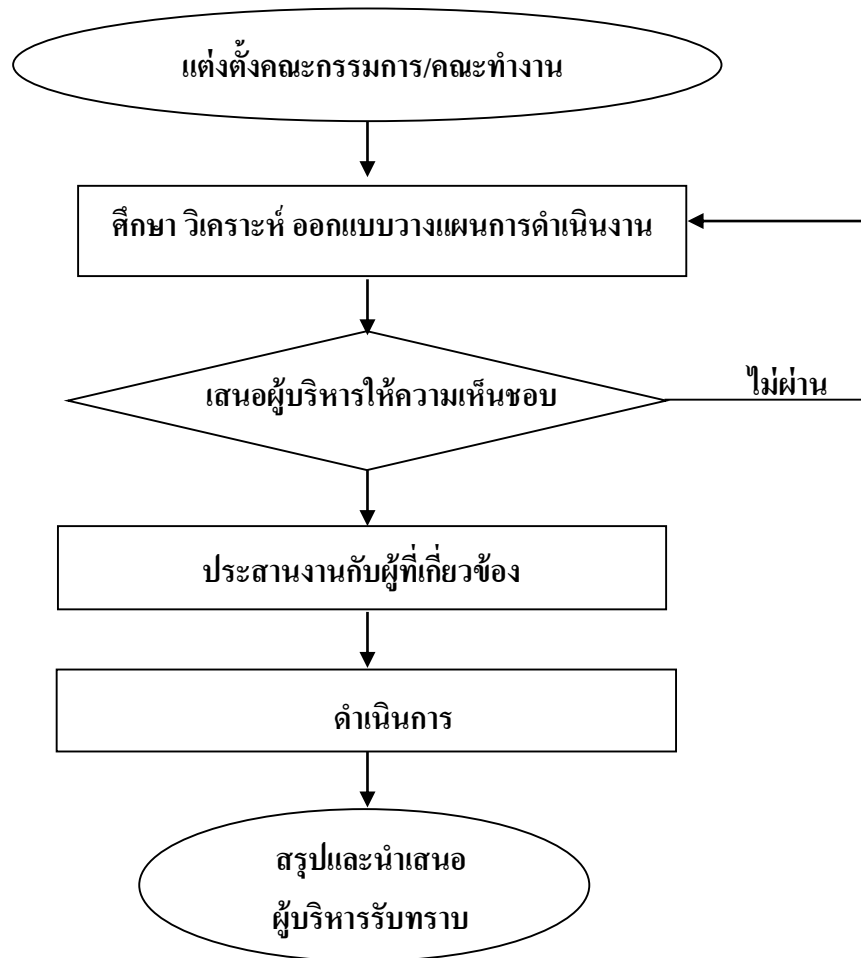 แต่งตั้งคณะกรรมการ/คณะทำงาน
ศึกษา วิเคราะห์ ออกแบบวางแผนการดำเนินงาน
เสนอผู้บริหารให้ความเห็นชอบ
ไม่ผ่าน
ประสานงานกับผู้ที่เกี่ยวข้อง
ดำเนินการ
สรุปและนำเสนอ
ผู้บริหารรับทราบ